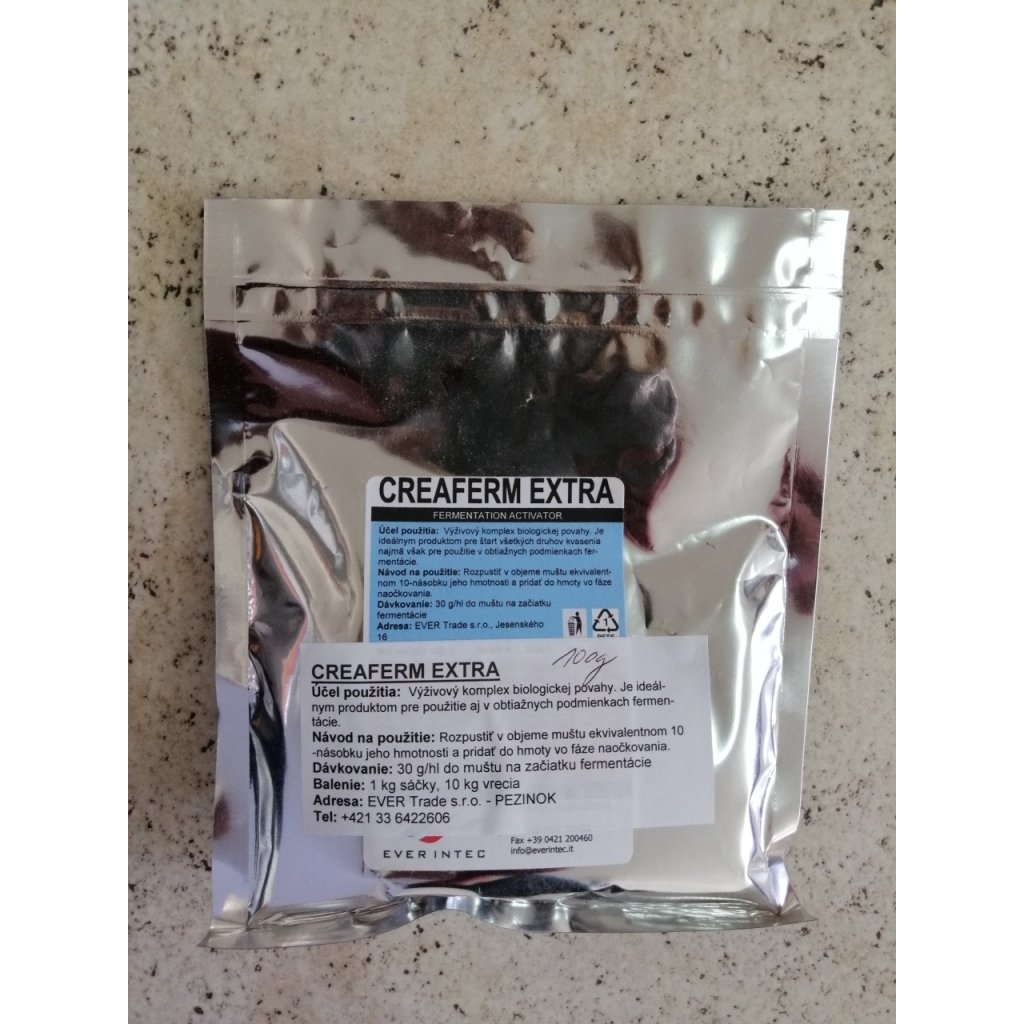 CREAFERM EXTRA
FERMENTATION ACTIVATOR
Účel použitia: Výživový komplex biologickej povahy. Je
ideálnym produktom pre štart všetkých druhov kvasenia
najmä však pre použitie v obtiažnych podmienkach fer-
mentácie.
Návod na použitie: Rozpustiť v objeme muštu ekvivalent-
nom 10-násobku jeho hmotnosti a pridať do hmoty vo fáze
naočkovania.
Dávkovanie: 30 g/hl do muštu na začiatku
fermentácie
Adresa: EVER Trade s.r.o., Jesenského
16
1
PETE
100g
CREAFERM EXTRA
Účel použitia: Výživový komplex biologickej povahy. Je ideál-
nym produktom pre použitie aj v obtiažnych podmienkach fermen-
tácie.
Návod na použitie: Rozpustiť v objeme muštu ekvivalentnom 10
-násobku jeho hmotnosti a pridať do hmoty vo fáze naočkovania.
Dávkovanie: 30 g/hl do muštu na začiatku fermentácie
Balenie: 1 kg sáčky, 10 kg vrecia
Adresa: EVER Trade s.r.o. - PEZINOK
Tel: +421 33 6422606
EVER INTEC
Fax +39 0421 200460
info@everintec.it